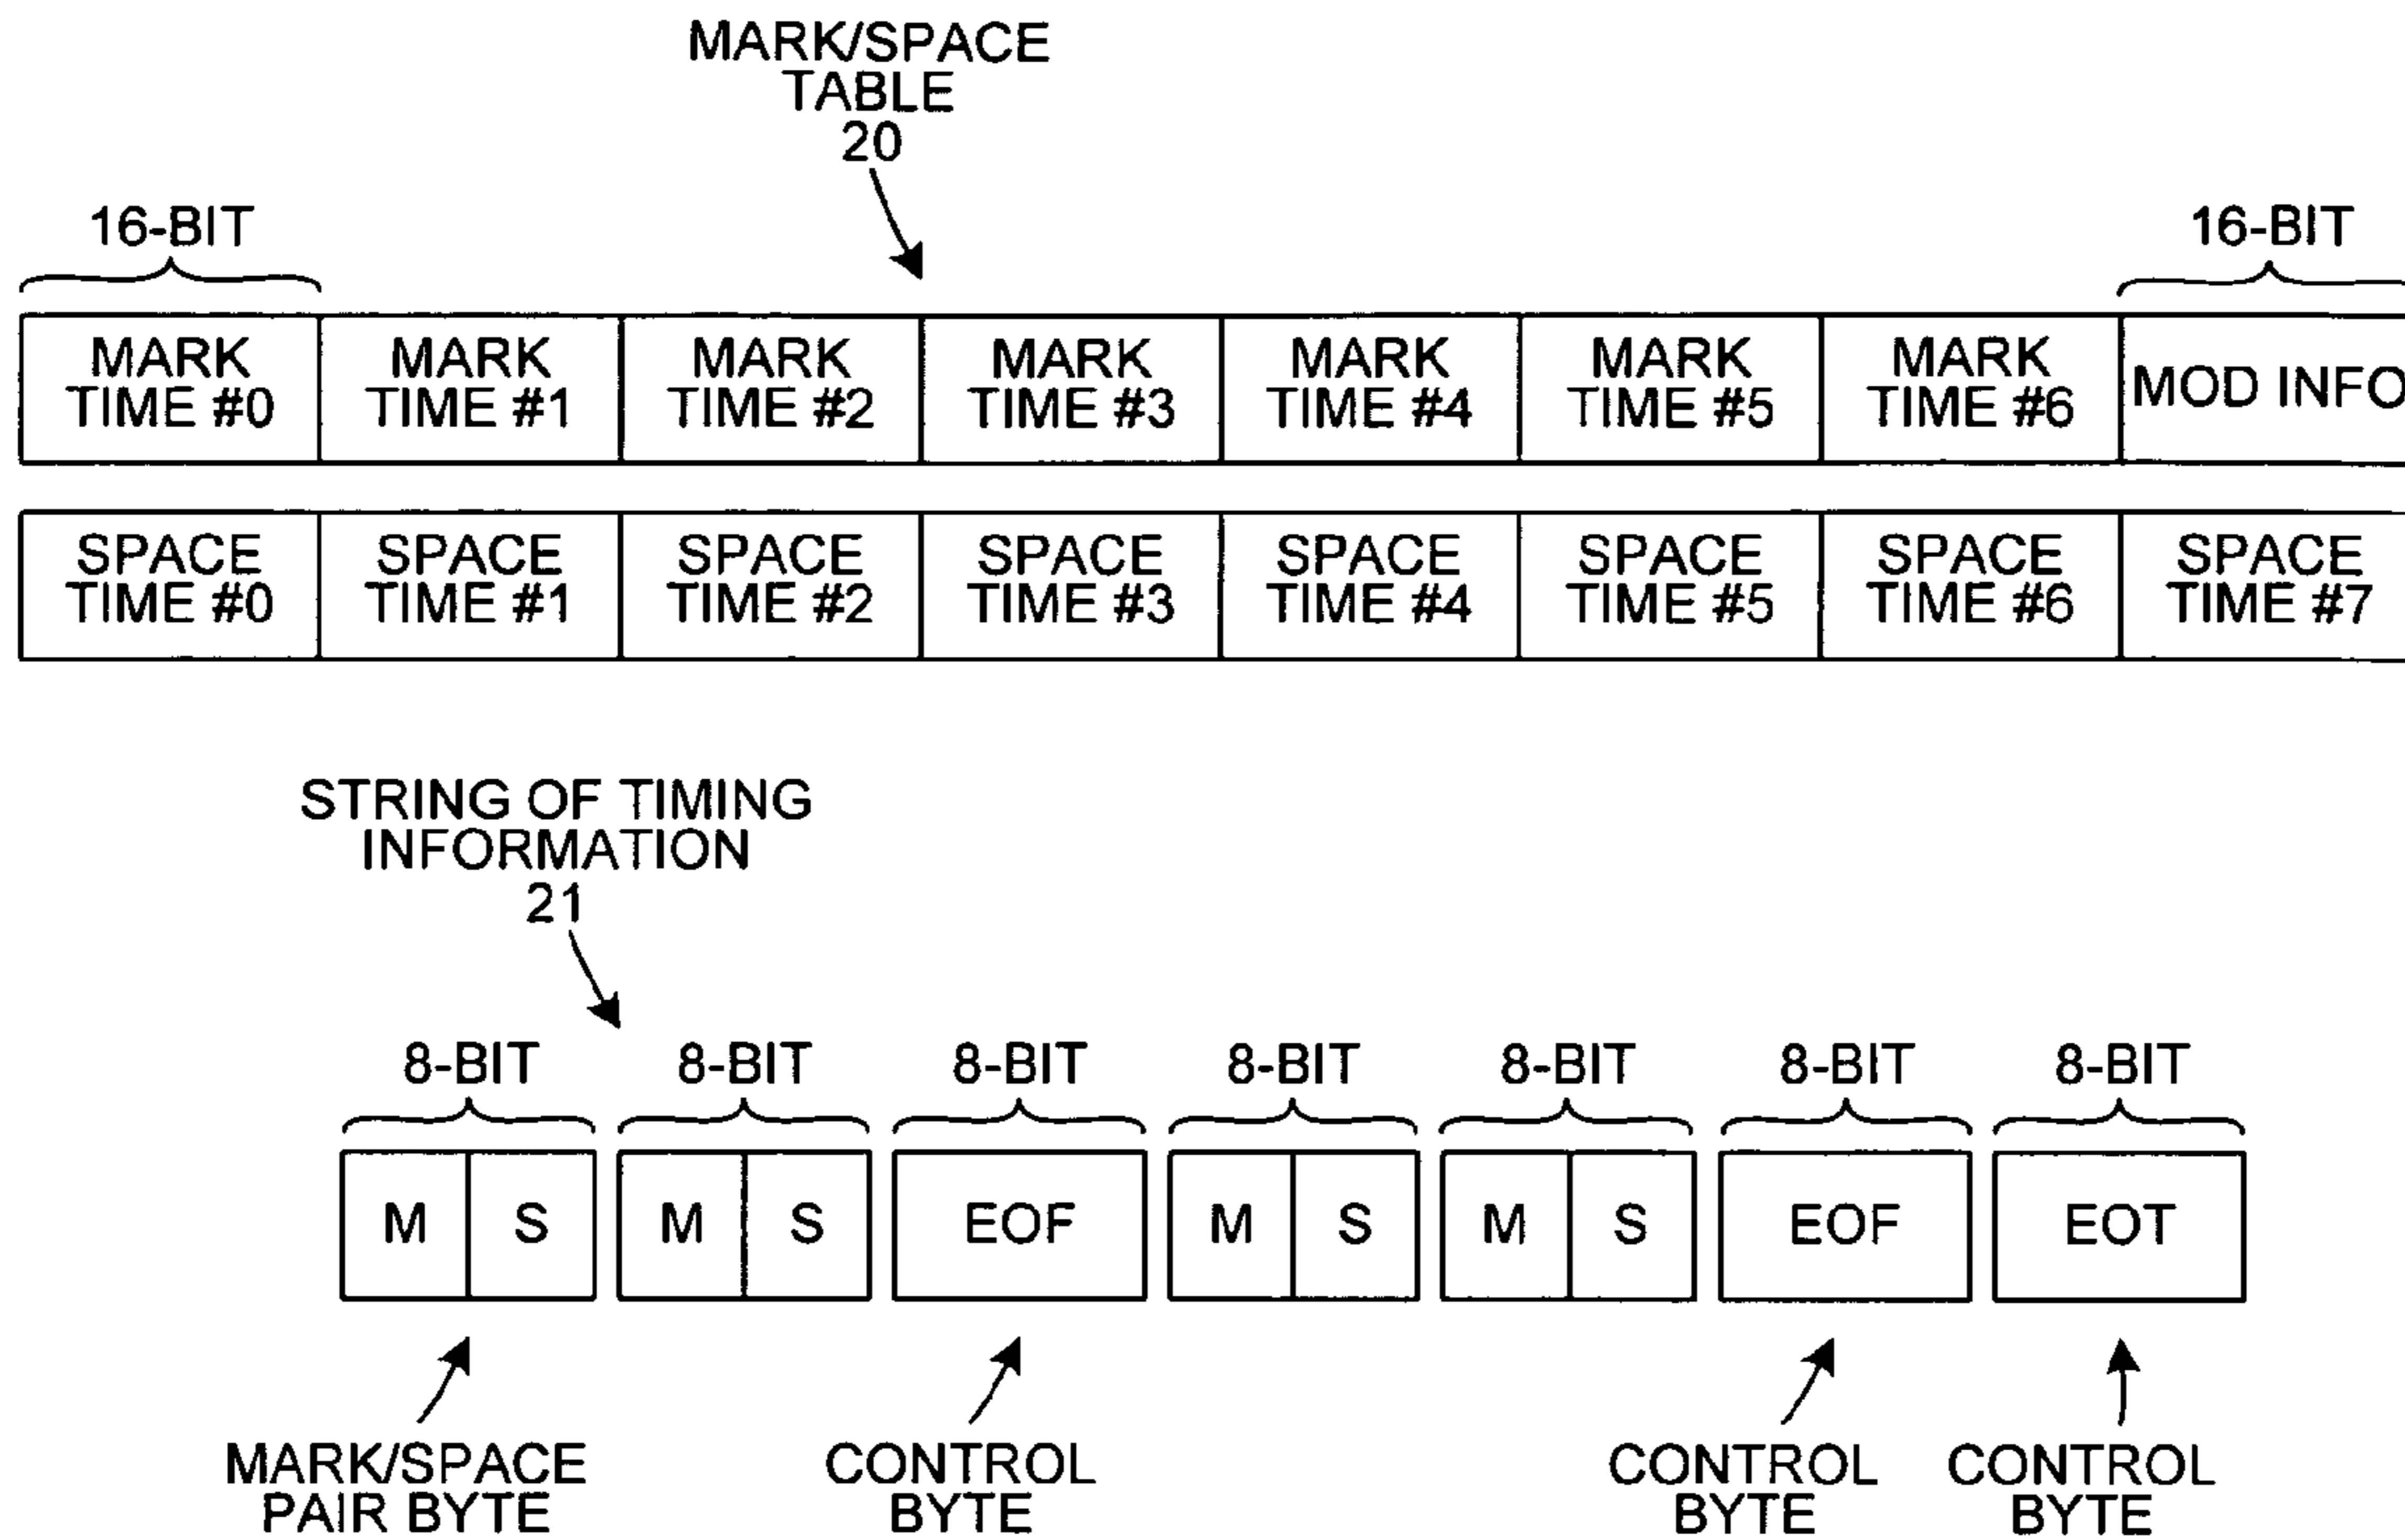 MARK/SPACE
TABLE
20
16-BIT
16-BIT
MARK
TIME #0
MARK
TIME #1
MARK
TIME #2
MARK
TIME #3
MARK
TIME #4
MARK
TIME #5
MARK
TIME #6
MOD INFO
SPACE
TIME #0
SPACE
TIME #1
SPACE
TIME #2
SPACE
TIME #3
SPACE
TIME #4
SPACE
TIME #5
SPACE
TIME #6
SPACE
TIME #7
STRING OF TIMING
INFORMATION
21
8-BIT
8-BIT
8-BIT
8-BIT
8-BIT
8-BIT
8-BIT
M
S
M
S
EOF
M
S
M
S
EOF
EOT
MARK/SPACE
PAIR BYTE
CONTROL
BYTE
CONTROL
BYTE
CONTROL
BYTE